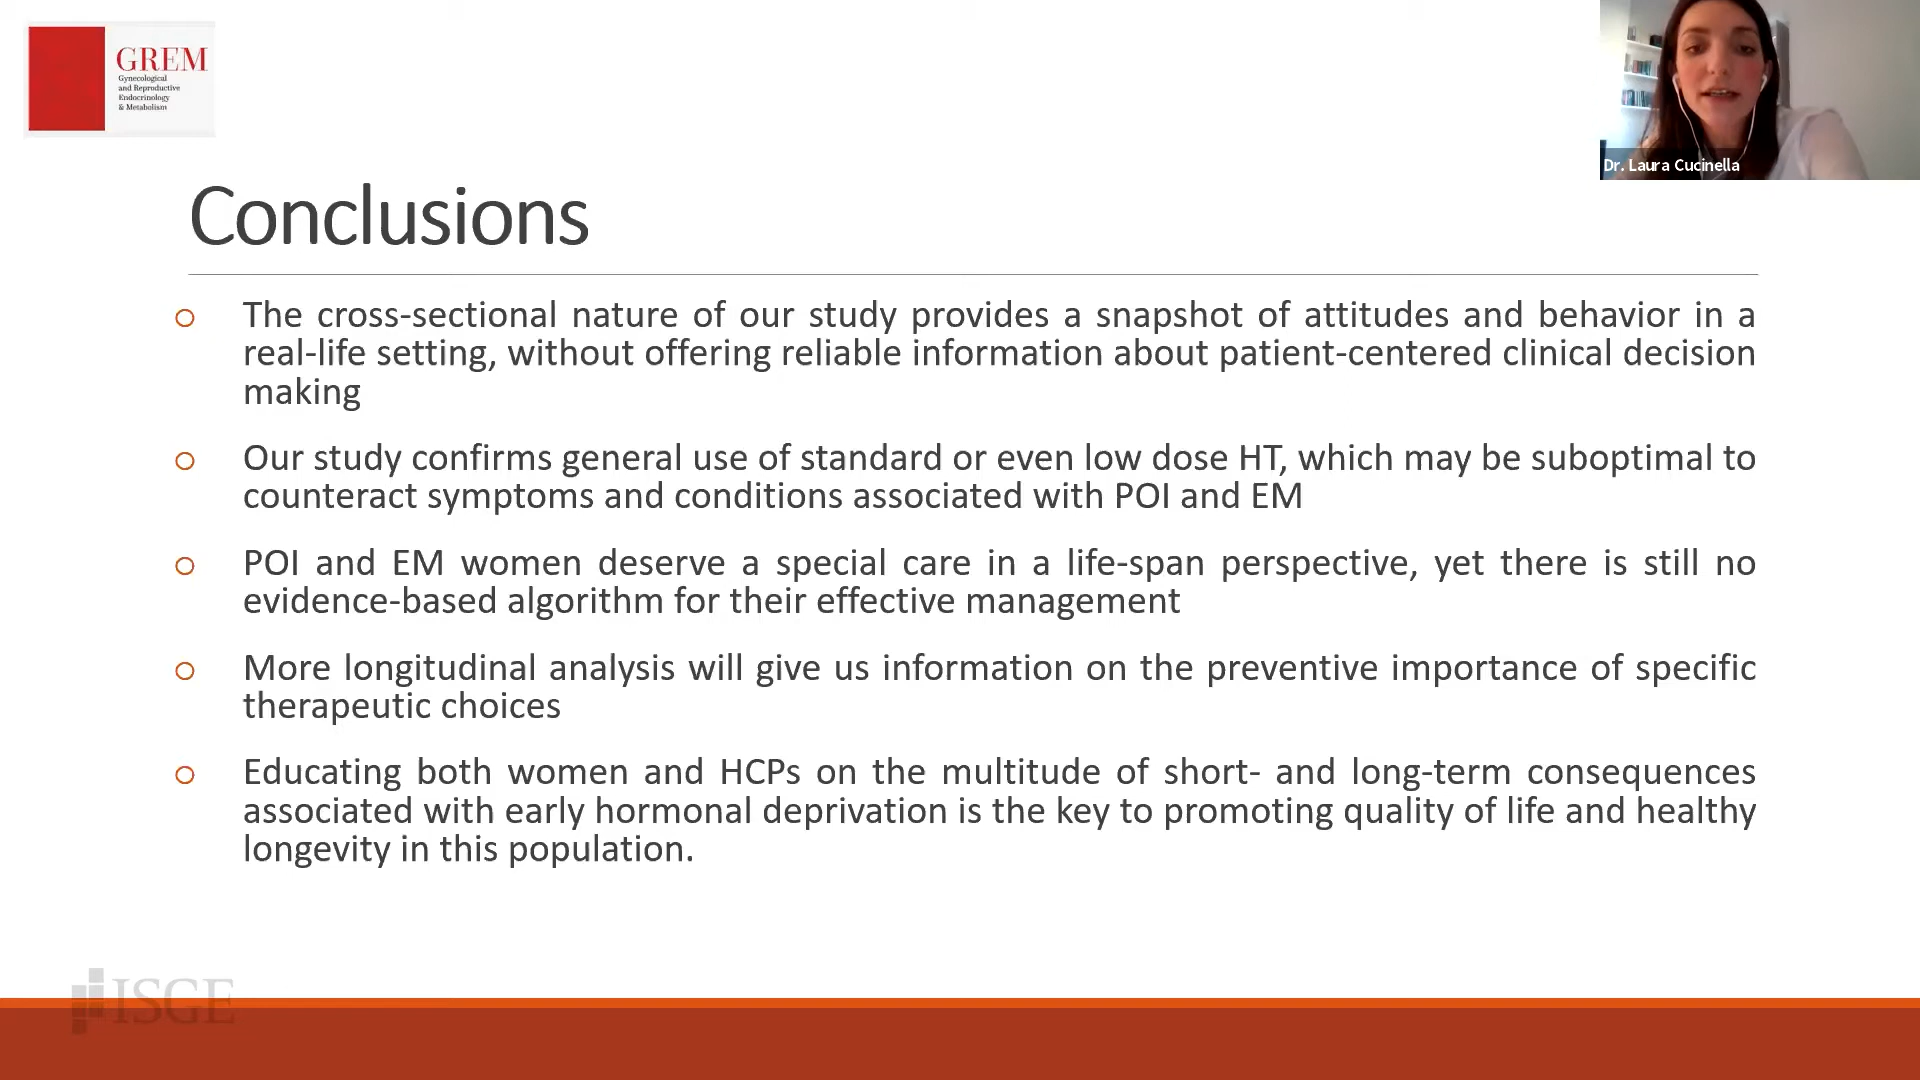 GREM
Gynecological
and Reproductive
Endocrinology
& Metabolism
Dr. Laura Cucinella
Conclusions
The cross-sectional nature of our study provides a snapshot of attitudes and behavior in a
real-life setting, without offering reliable information about patient-centered clinical decision
making
Our study confirms general use of standard or even low dose HT, which may be suboptimal to
counteract symptoms and conditions associated with POI and EM
POI and EM women deserve a special care in a life-span perspective, yet there is still no
evidence-based algorithm for their effective management
More longitudinal analysis will give us information on the preventive importance of specific
therapeutic choices
Educating both women and HCPs on the multitude of short- and long-term consequences
associated with early hormonal deprivation is the key to promoting quality of life and healthy
longevity in this population.
ISGE